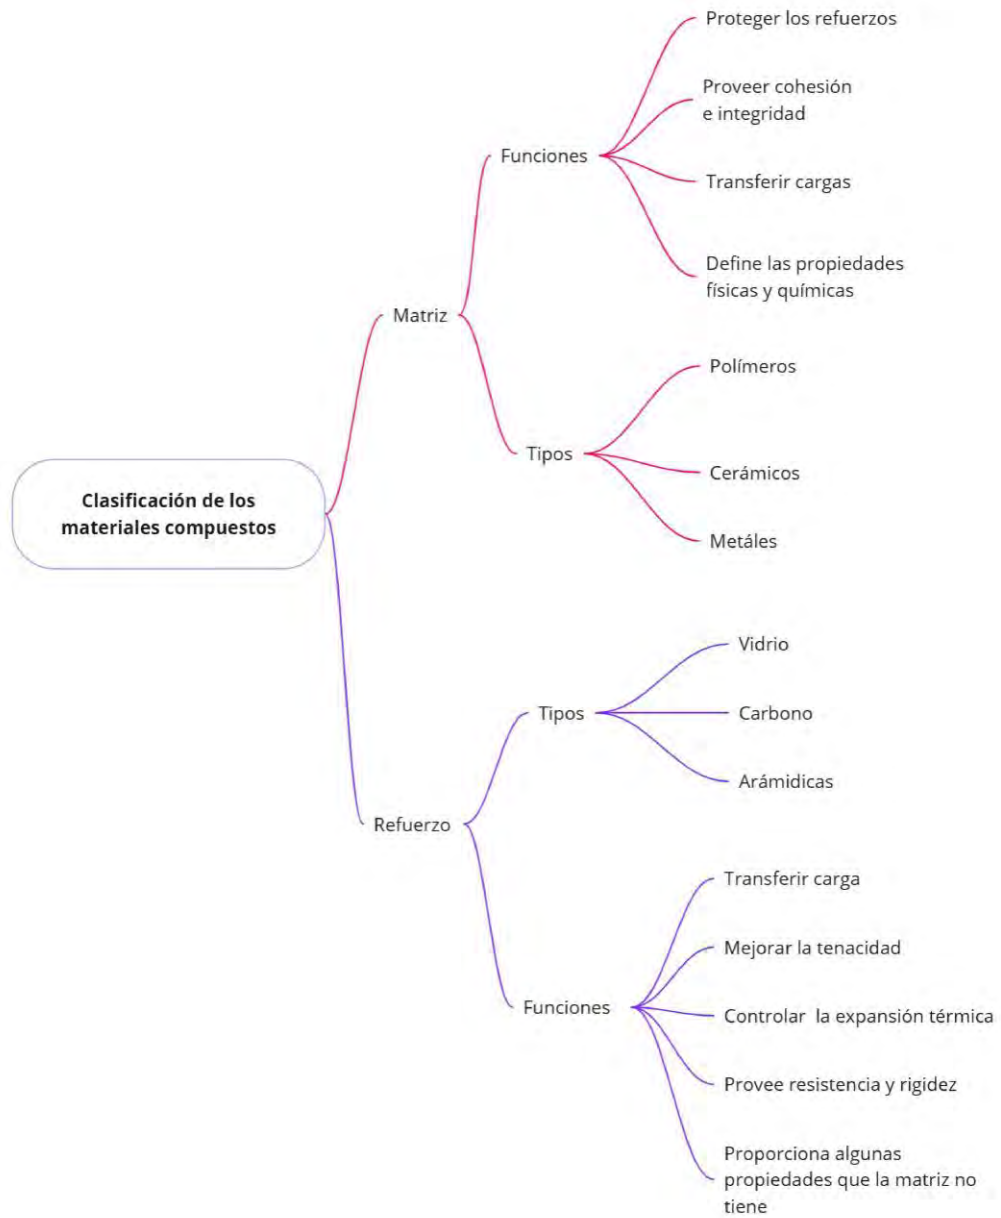 Proteger los refuerzos
Proveer cohesión
e integridad
Funciones
Transferir cargas
Define las propiedades
físicas y químicas
Matriz
Polímeros
Tipos
Cerámicos
Metáles
Clasificación de los
materiales compuestos
Vidrio
Tipos
Carbono
Arámidicas
Refuerzo
Transferir carga
Mejorar la tenacidad
Funciones
Controlar la expansión térmica
Provee resistencia y rigidez
Proporciona algunas
propiedades que la matriz no
tiene